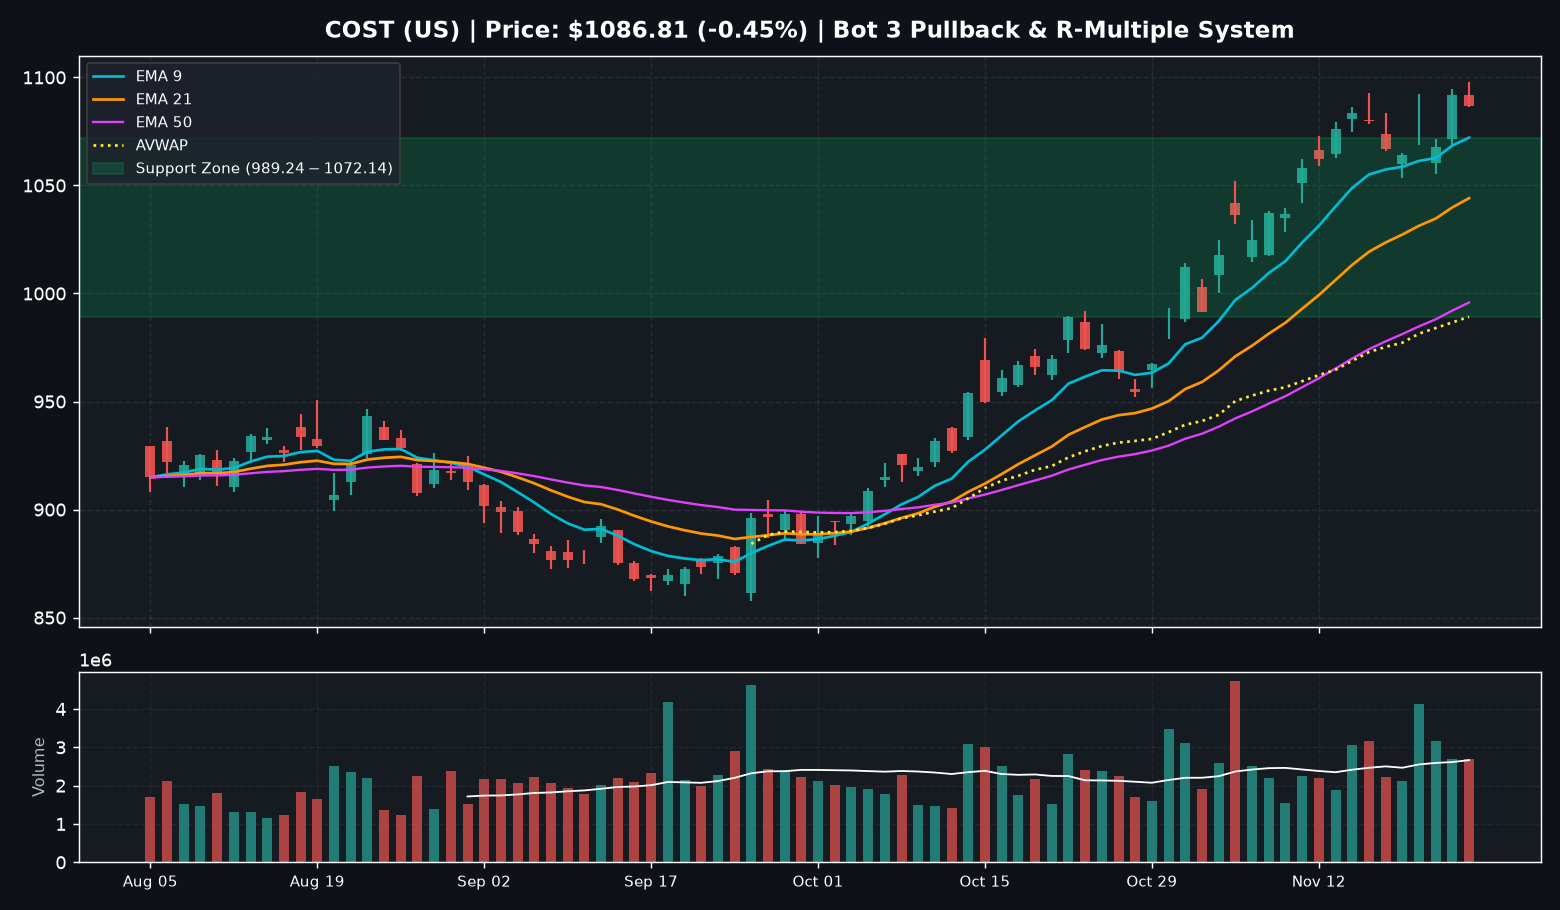 COST (US) | Price: $1086.81 (-0.45%) | Bot 3 Pullback & R-Multiple System
EMA 9
EMA 21
EMA 50
AVWAP
Support Zone (989.24 – 1072.14)
1100
1050
1000
950
900
850
1e6
Volume
4
3
2
1
0
Aug 05
Aug 19
Sep 02
Sep 17
Oct 01
Oct 15
Oct 29
Nov 12